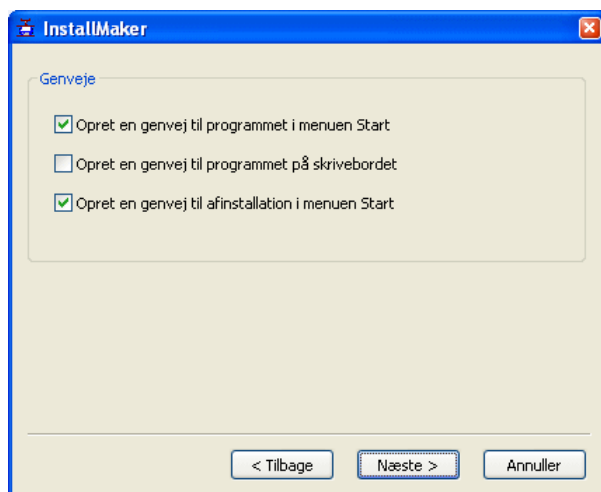 InstallMaker
Genveje
Opret en genvej til programmet i menuen Start
Opret en genvej til programmet på skrivebordet
Opret en genvej til afinstallation i menuen Start
< Tilbage
Næste >
Annuller